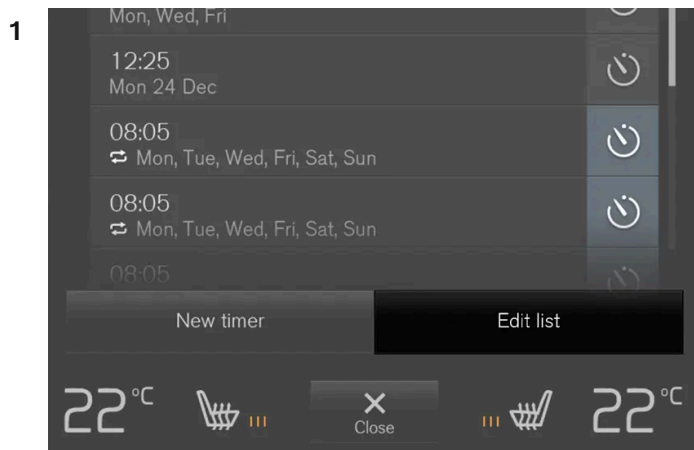 1
Mon, Wed, Fri
12:25
Mon 24 Dec
08:05
Mon, Tue, Wed, Fri, Sat, Sun
08:05
Mon, Tue, Wed, Fri, Sat, Sun
08:05
New timer
Edit list
22°C
Close
22°C